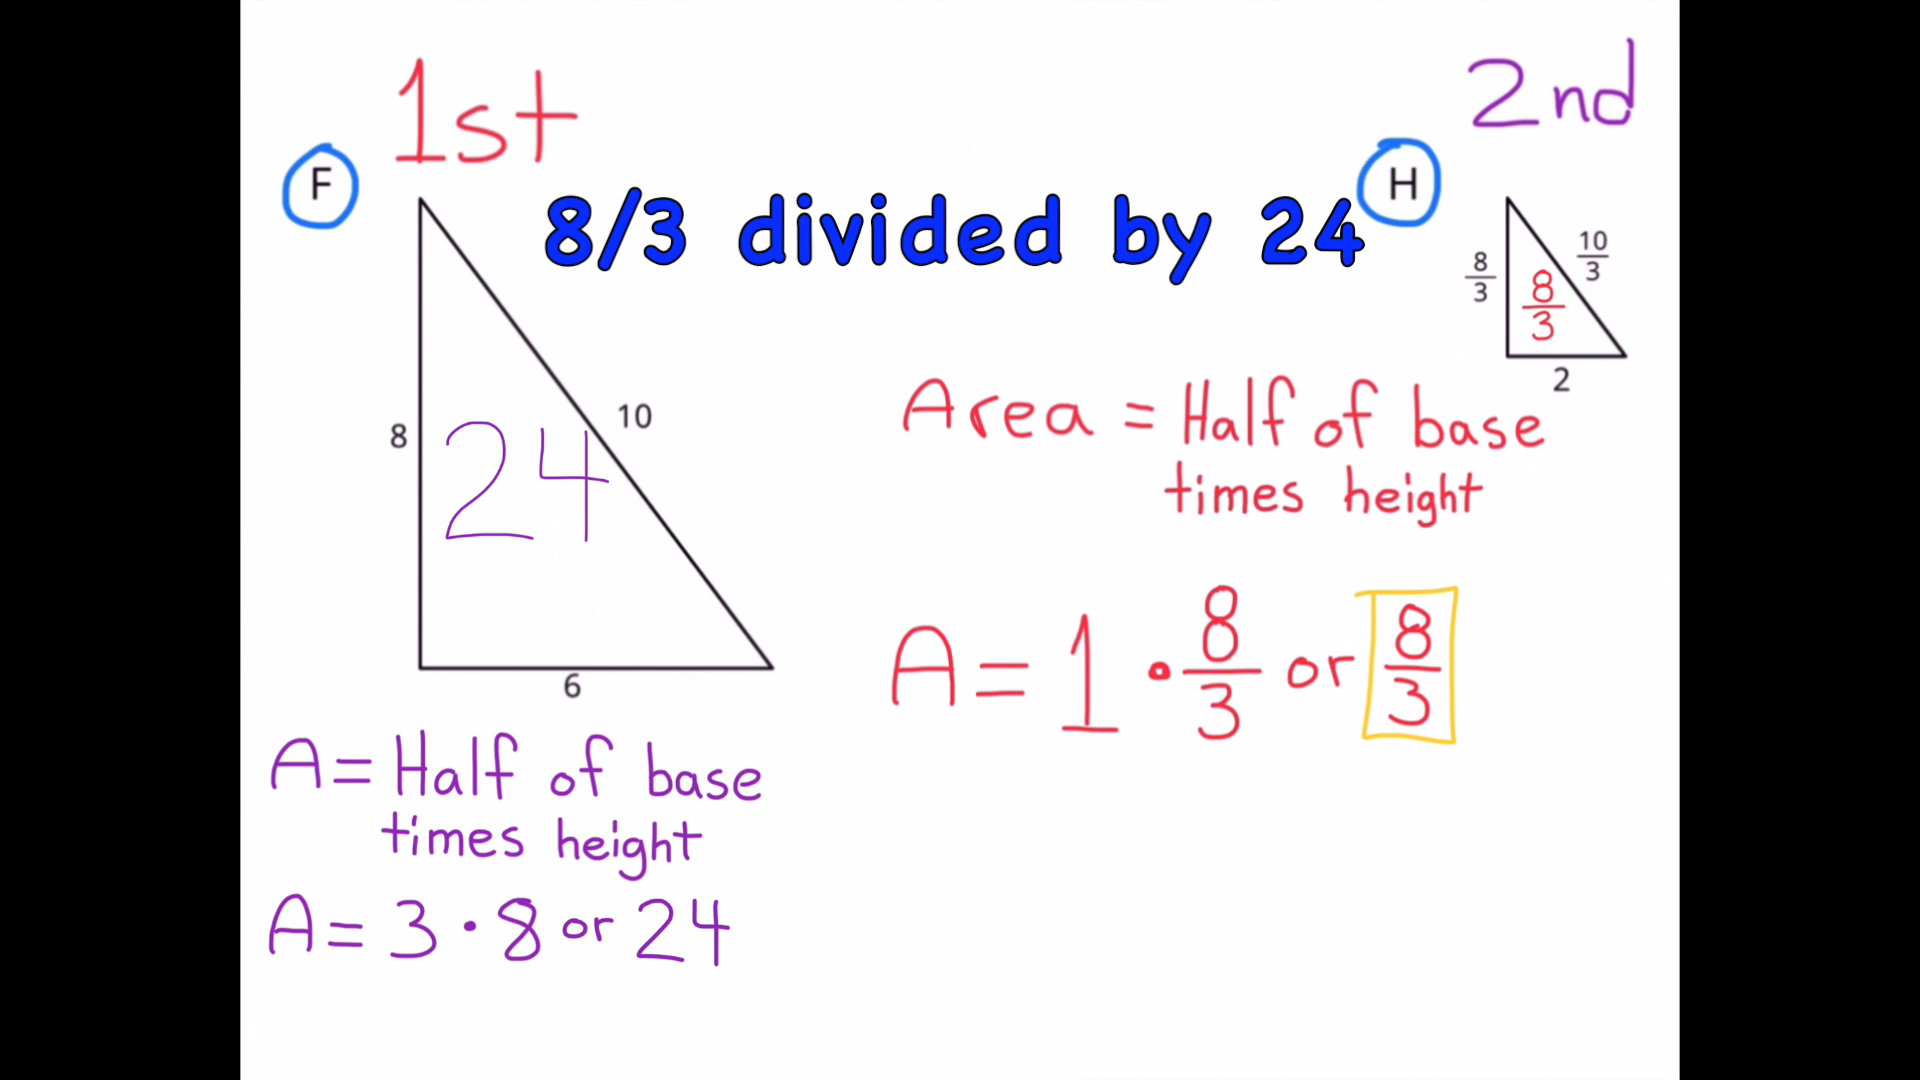 1st
2nd
F
H
8/3 divided by 24
8
10
24
6
8/3
10/3
8/3
2
Area = Half of base
times height
A = 1 • 8/3 or 8/3
A = Half of base
times height
A = 3 • 8 or 24